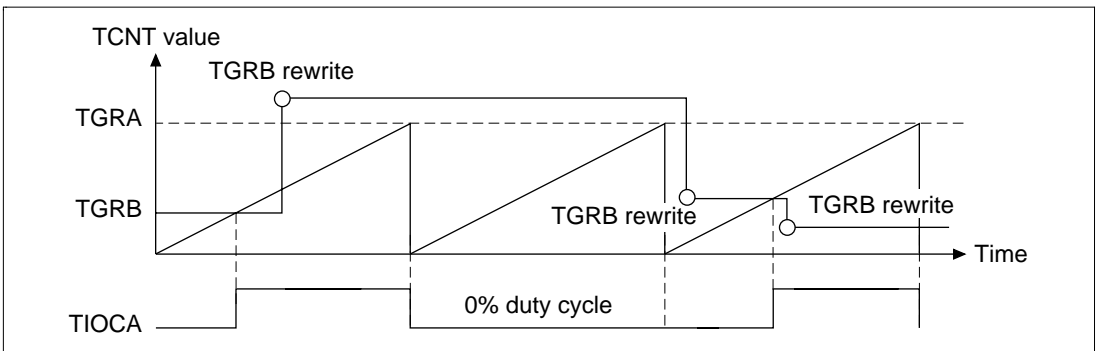 TCNT value
TGRB rewrite
TGRA
TGRB
TGRB rewrite
TGRB rewrite
Time
0% duty cycle
TIOCA